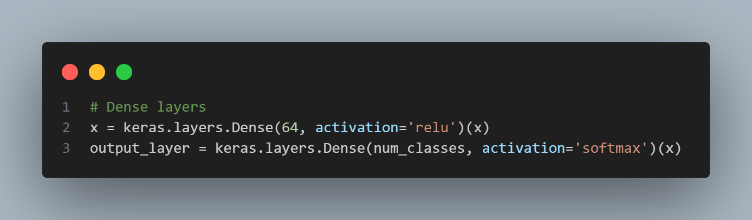 1 # Dense layers
2 x = keras.layers.Dense(64, activation='relu')(x)
3 output_layer = keras.layers.Dense(num_classes, activation='softmax')(x)